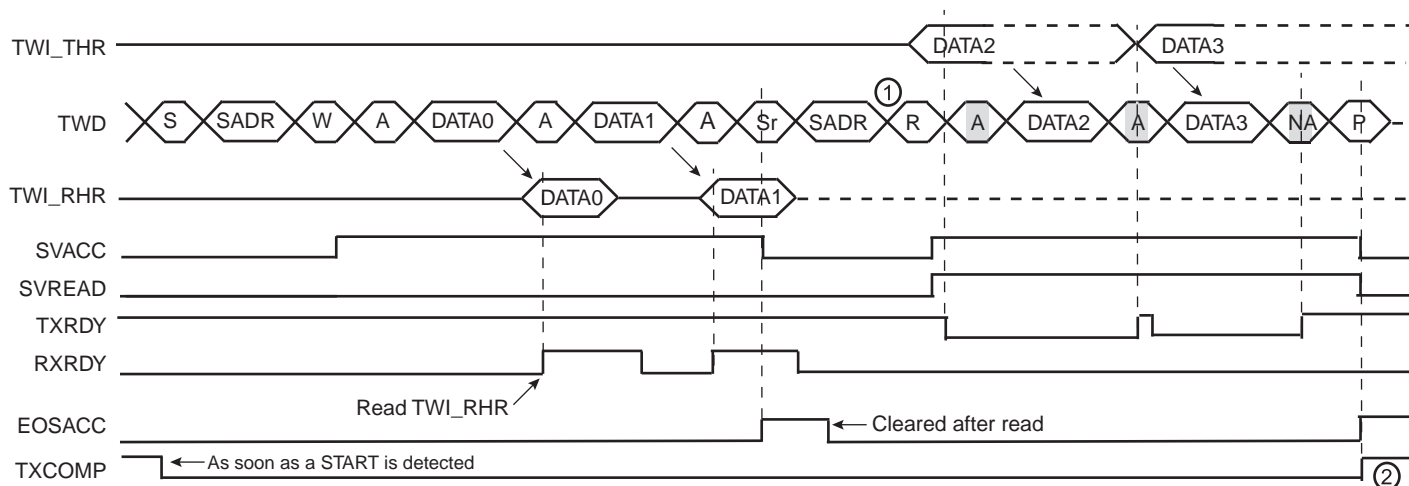 TWI_THR DATA2 DATA3
①
TWD S SADR W A DATA0 A DATA1 A Sr SADR R A DATA2 A DATA3 NA P
TWI_RHR DATA0 DATA1
SVACC
SVREAD
TXRDY
RXRDY
Read TWI_RHR
EOSACC Cleared after read
TXCOMP As soon as a START is detected ②